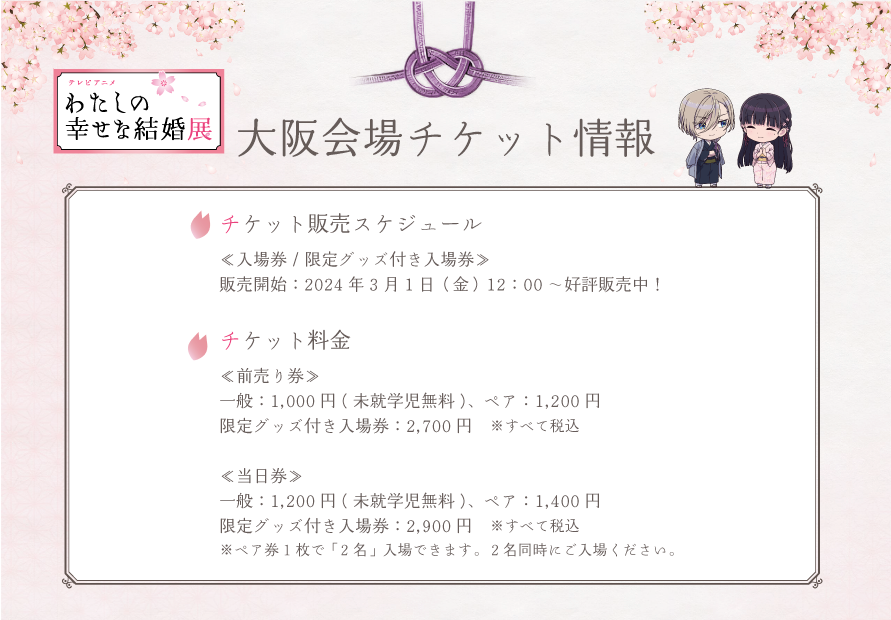 テレビアニメ
わたしの
幸せな結婚展
大阪会場チケット情報
チケット販売スケジュール
≪入場券 / 限定グッズ付き入場券≫
販売開始：2024 年 3 月 1 日 ( 金 ) 12：00 ～好評販売中！
チケット料金
≪前売り券≫
一般：1,000 円 ( 未就学児無料 )、ペア：1,200 円
限定グッズ付き入場券：2,700 円　※すべて税込
≪当日券≫
一般：1,200 円 ( 未就学児無料 )、ペア：1,400 円
限定グッズ付き入場券：2,900 円　※すべて税込
※ペア券 1 枚で「２名」入場できます。２名同時にご入場ください。